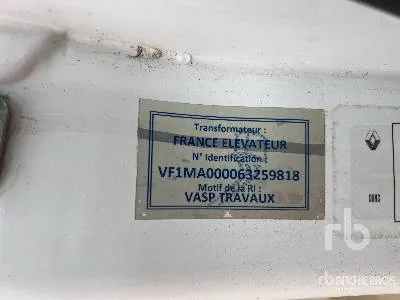 Transformateur :
FRANCE ELEVATEUR
N° Identification :
VF1MA000063259818
Motif de la RI :
VASP TRAVAUX
rb
RITCHIE BROS